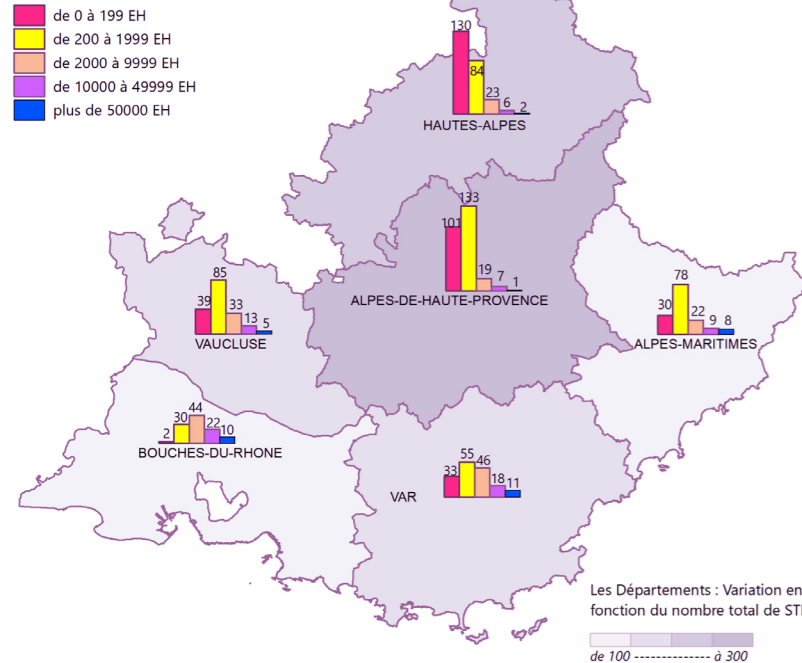 de 0 à 199 EH
de 200 à 1999 EH
de 2000 à 9999 EH
de 10000 à 49999 EH
plus de 50000 EH
130
84
23
6
2
HAUTES-ALPES
101
133
19
7
1
ALPES-DE-HAUTE-PROVENCE
39
85
33
13
5
VAUCLUSE
30
78
22
9
8
ALPES-MARITIMES
2
30
44
22
10
BOUCHES-DU-RHONE
33
55
46
18
11
VAR
Les Départements : Variation en
fonction du nombre total de
de 100 -------------- à 300